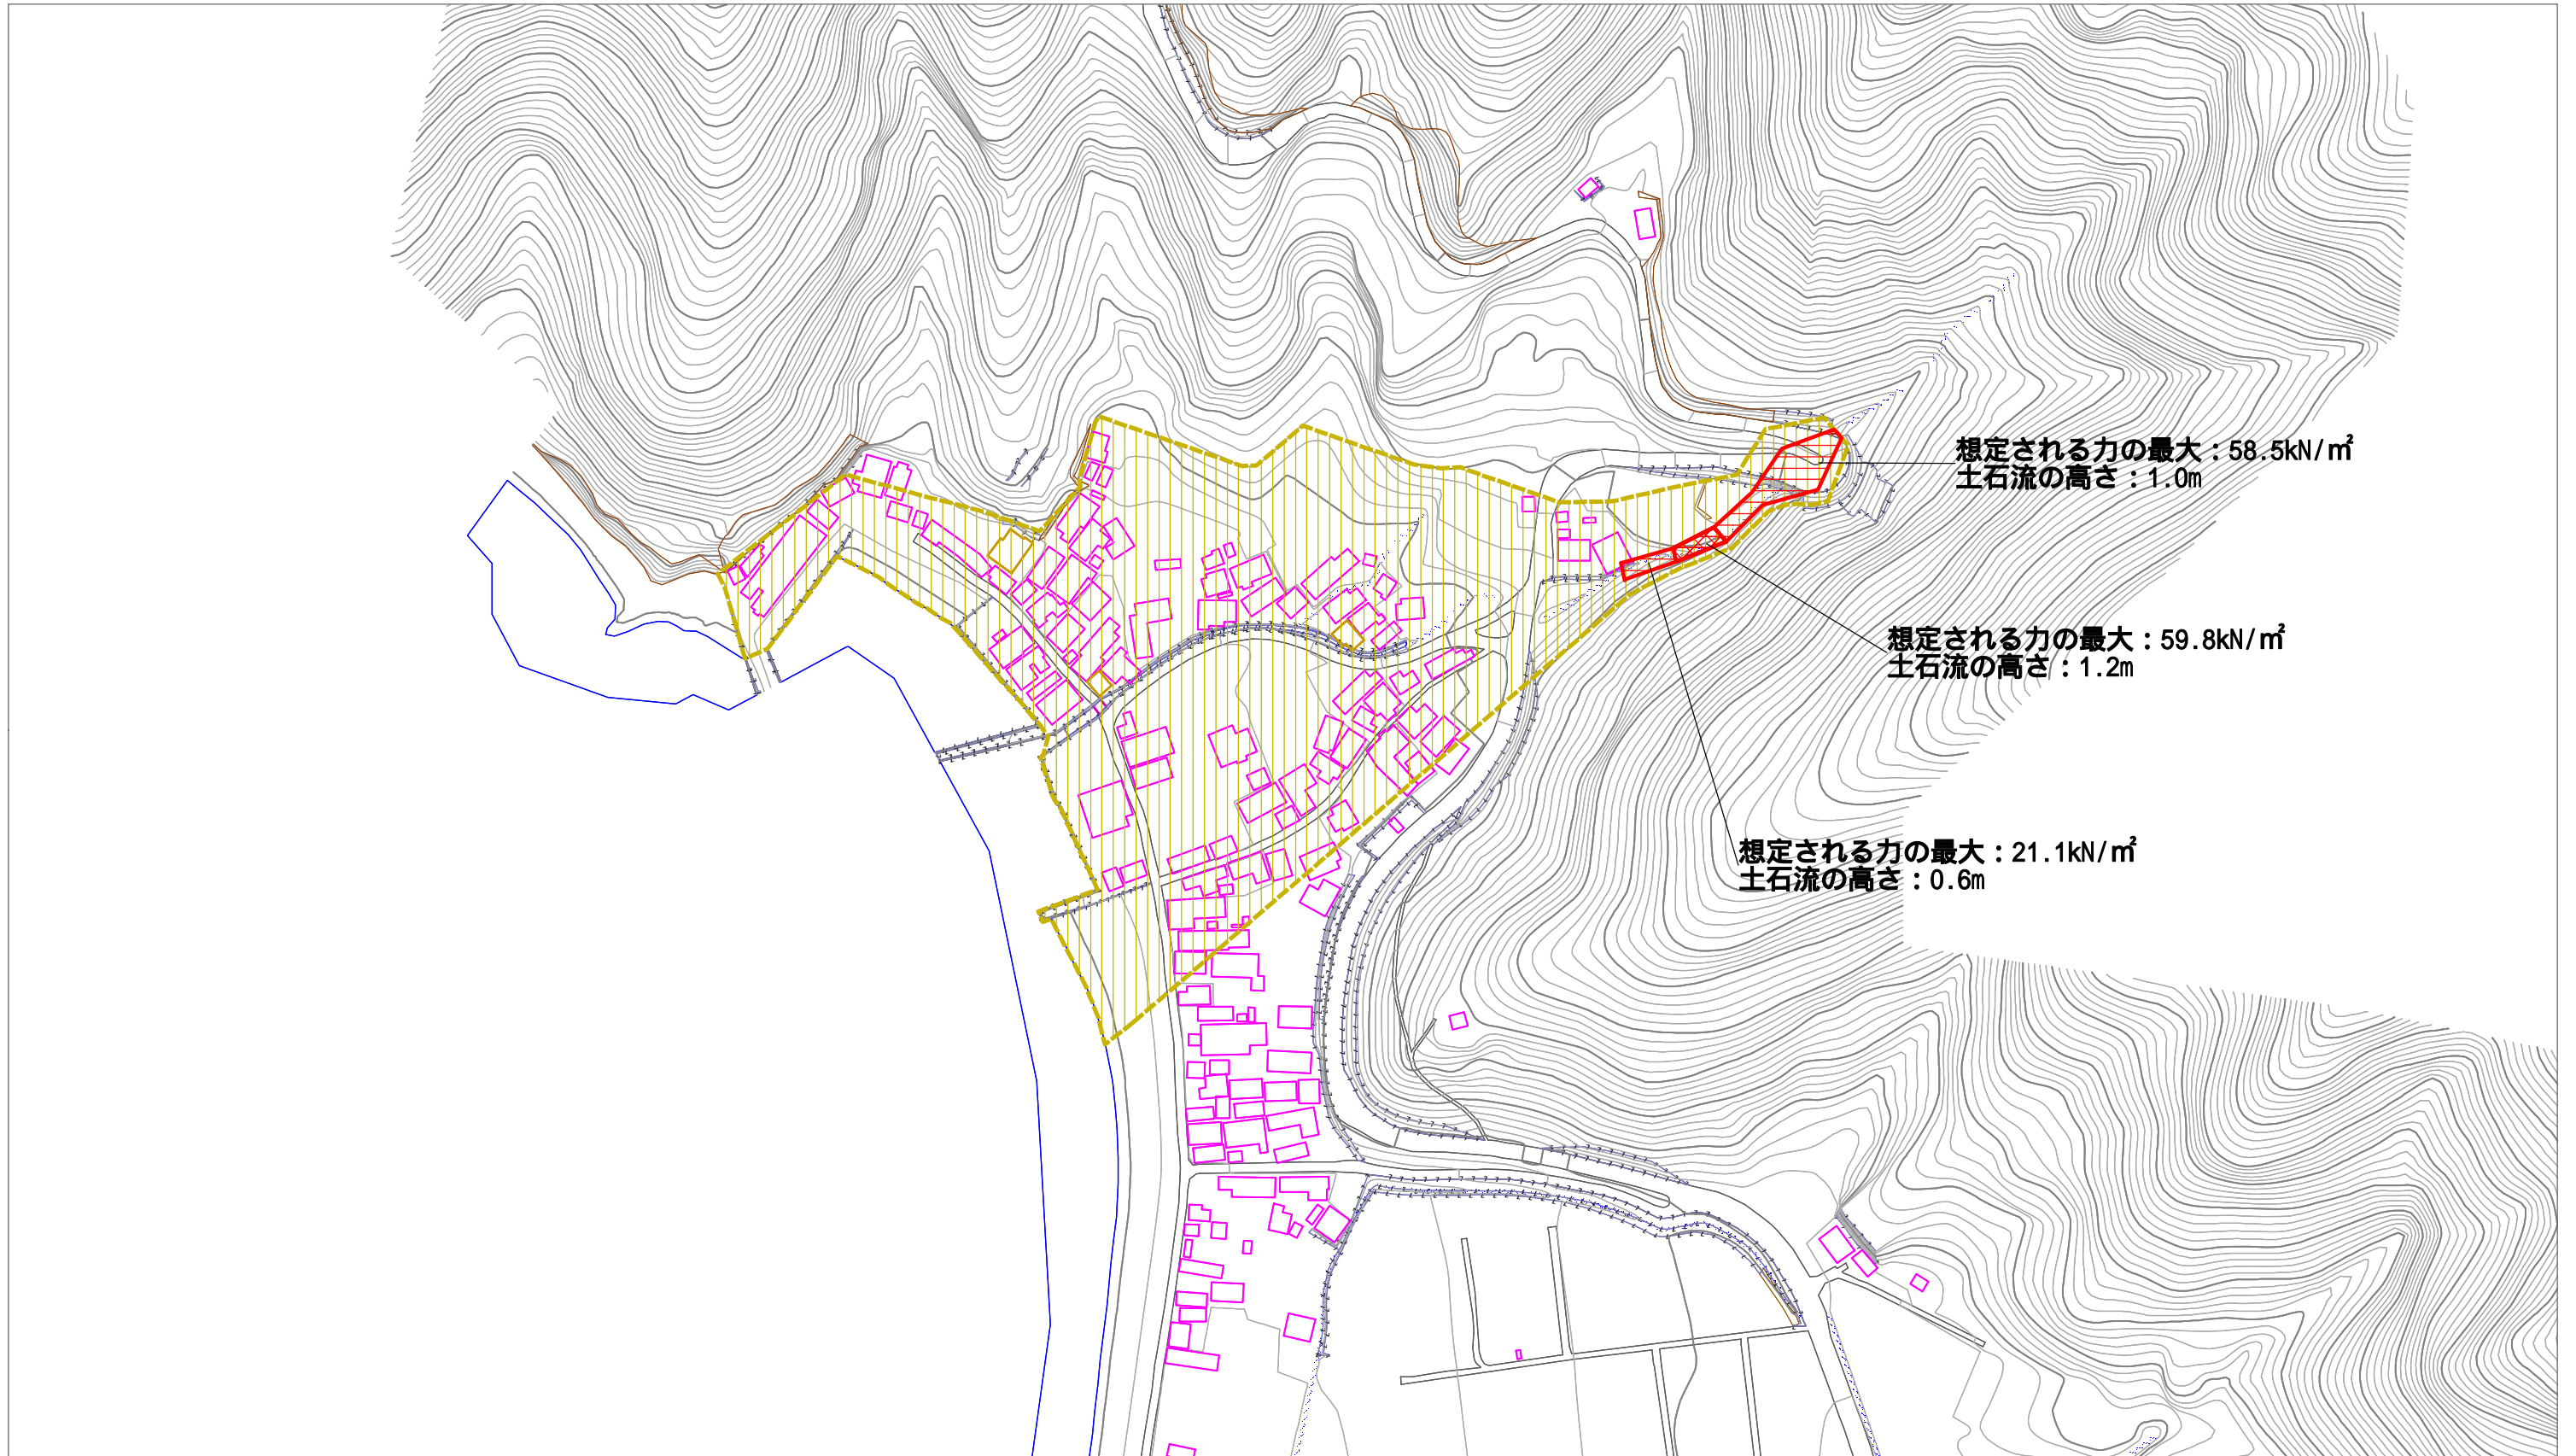 想定される力の最大：58.5kN/㎡
土石流の高さ：1.0m
想定される力の最大：59.8kN/㎡
土石流の高さ：1.2m
想定される力の最大：21.1kN/㎡
土石流の高さ：0.6m